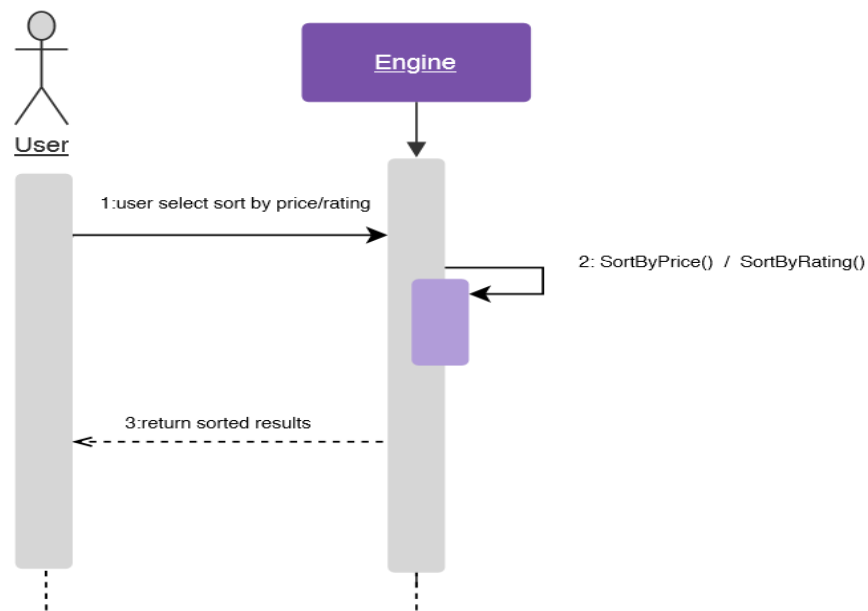 Engine
User
1:user select sort by price/rating
2: SortByPrice()  /  SortByRating()
3:return sorted results